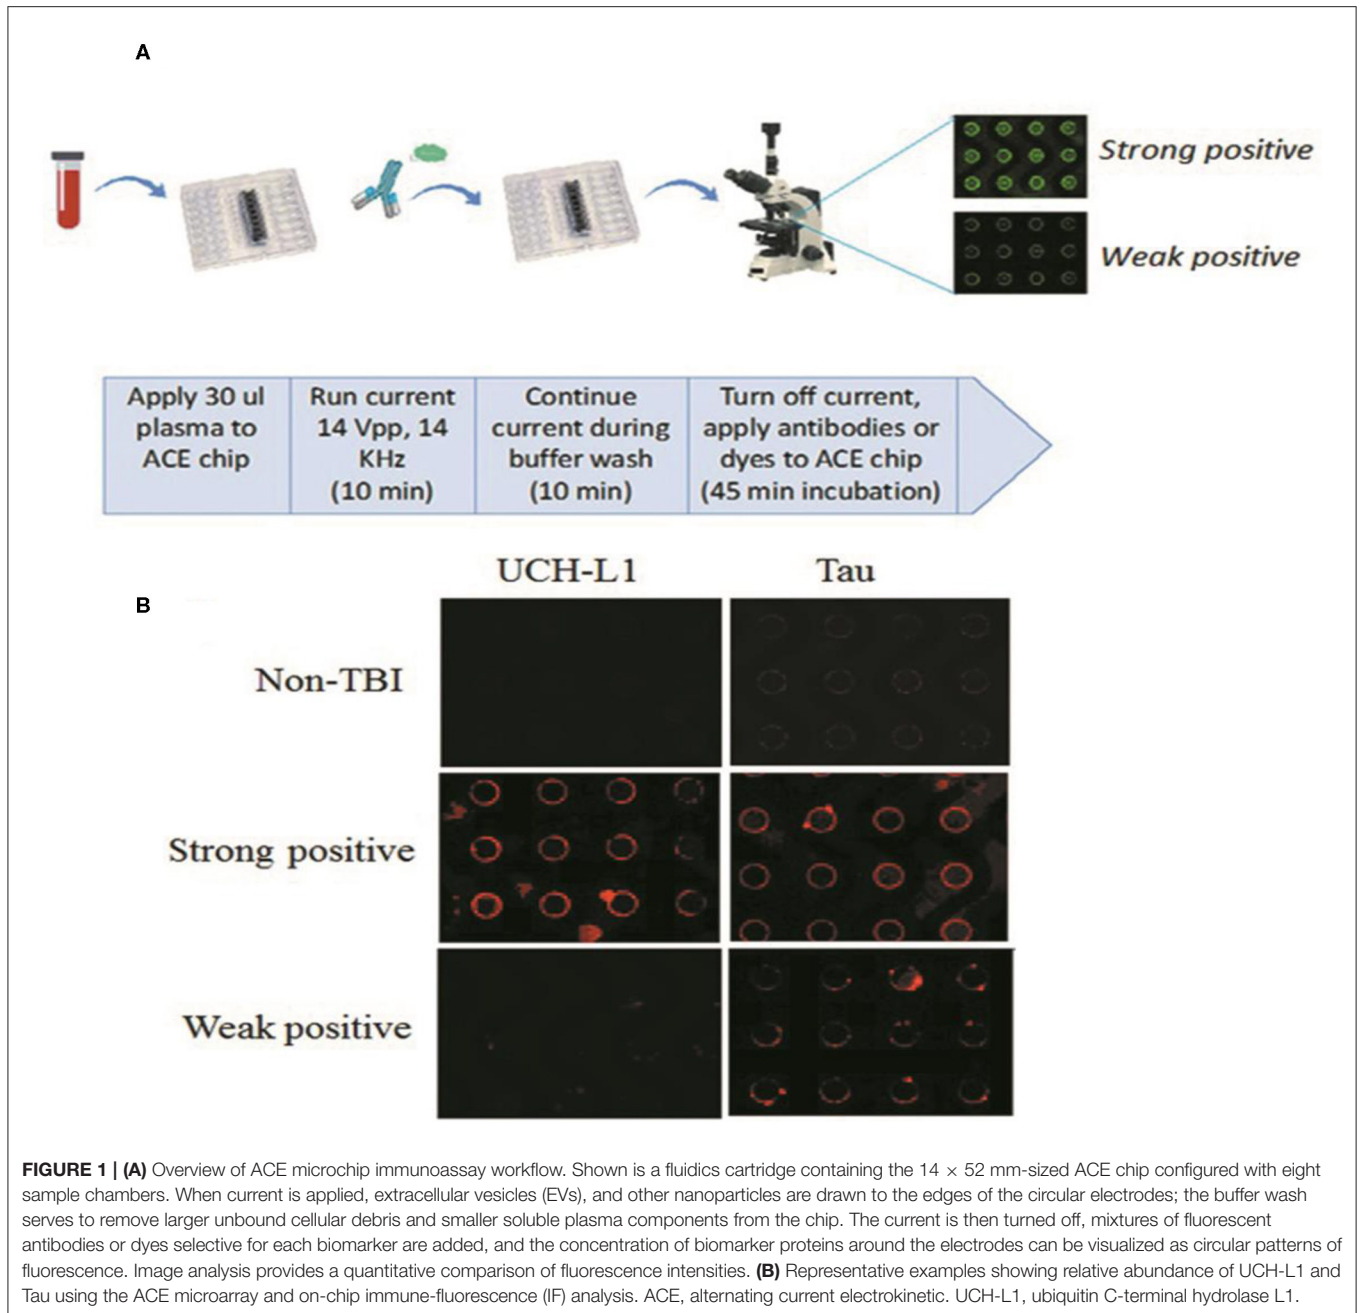 A
Strong positive
Weak positive
Apply 30 ul
plasma to
ACE chip
Run current
14 Vpp, 14
KHz
(10 min)
Continue
current during
buffer wash
(10 min)
Turn off current,
apply antibodies or
dyes to ACE chip
(45 min incubation)
UCH-L1
Tau
B
Non-TBI
Strong positive
Weak positive
FIGURE 1 | (A) Overview of ACE microchip immunoassay workflow. Shown is a fluidics cartridge containing the 14 × 52 mm-sized ACE chip configured with eight
sample chambers. When current is applied, extracellular vesicles (EVs), and other nanoparticles are drawn to the edges of the circular electrodes; the buffer wash
serves to remove larger unbound cellular debris and smaller soluble plasma components from the chip. The current is then turned off, mixtures of fluorescent
antibodies or dyes selective for each biomarker are added, and the concentration of biomarker proteins around the electrodes can be visualized as circular patterns of
fluorescence. Image analysis provides a quantitative comparison of fluorescence intensities. (B) Representative examples showing relative abundance of UCH-L1 and
Tau using the ACE microarray and on-chip immune-fluorescence (IF) analysis. ACE, alternating current electrokinetic. UCH-L1, ubiquitin C-terminal hydrolase L1.